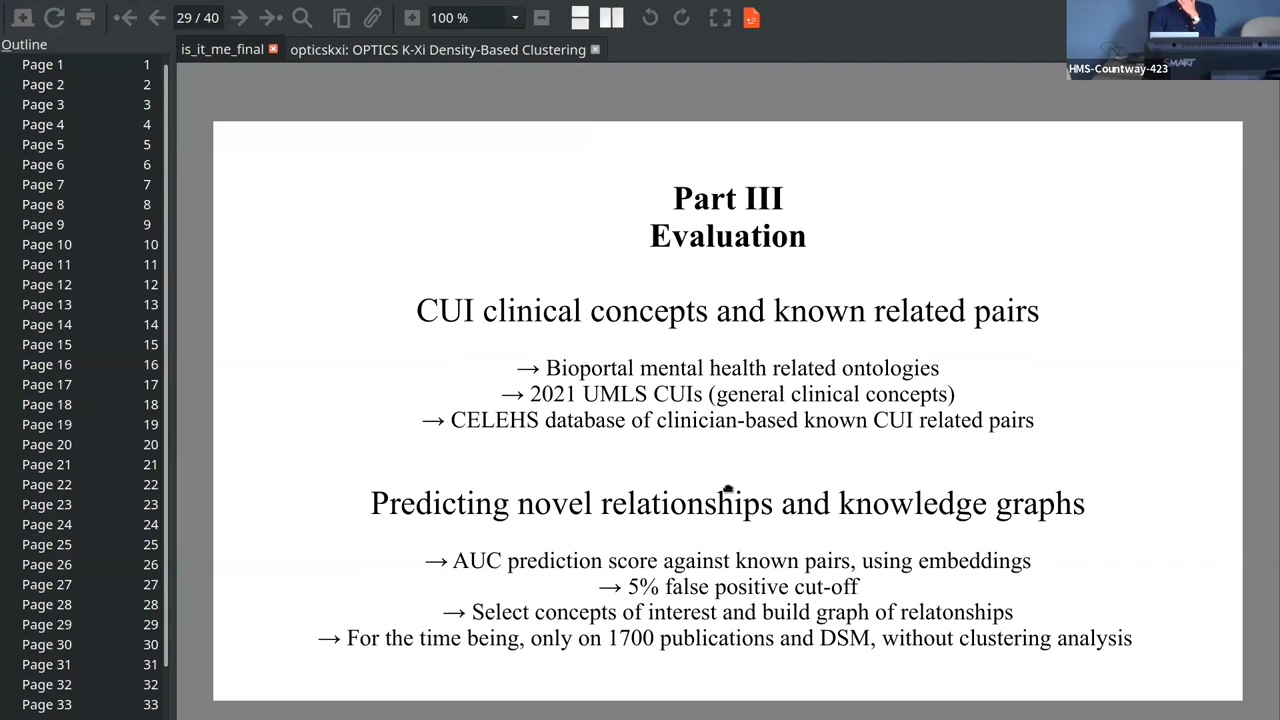 29 / 40
100 %
Outline
is_it_me_final
opticskxi: OPTICS K-Xi Density-Based Clustering
HMS-Countway-423
SMART
Page 1 1
Page 2 2
Page 3 3
Page 4 4
Page 5 5
Page 6 6
Page 7 7
Page 8 8
Page 9 9
Page 10 10
Page 11 11
Page 12 12
Page 13 13
Page 14 14
Page 15 15
Page 16 16
Page 17 17
Page 18 18
Page 19 19
Page 20 20
Page 21 21
Page 22 22
Page 23 23
Page 24 24
Page 25 25
Page 26 26
Page 27 27
Page 28 28
Page 29 29
Page 30 30
Page 31 31
Page 32 32
Page 33 33
Part III
Evaluation
CUI clinical concepts and known related pairs
→ Bioportal mental health related ontologies
→ 2021 UMLS CUIs (general clinical concepts)
→ CELEHS database of clinician-based known CUI related pairs
Predicting novel relationships and knowledge graphs
→ AUC prediction score against known pairs, using embeddings
→ 5% false positive cut-off
→ Select concepts of interest and build graph of relatonships
→ For the time being, only on 1700 publications and DSM, without clustering analysis